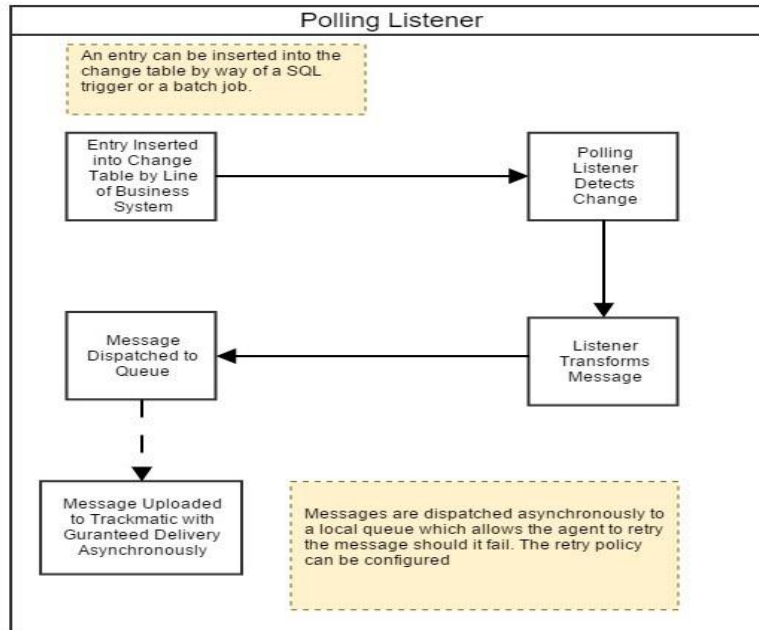 Polling Listener
An entry can be inserted into the
change table by way of a SQL
trigger or a batch job.
Entry Inserted
into Change
Table by Line
of Business
System
Polling
Listener
Detects
Change
Listener
Transforms
Message
Message
Dispatched to
Queue
Message Uploaded
to Trackmatic with
Guranteed Delivery
Asynchronously
Messages are dispatched asynchronously to
a local queue which allows the agent to retry
the message should it fail. The retry policy
can be configured